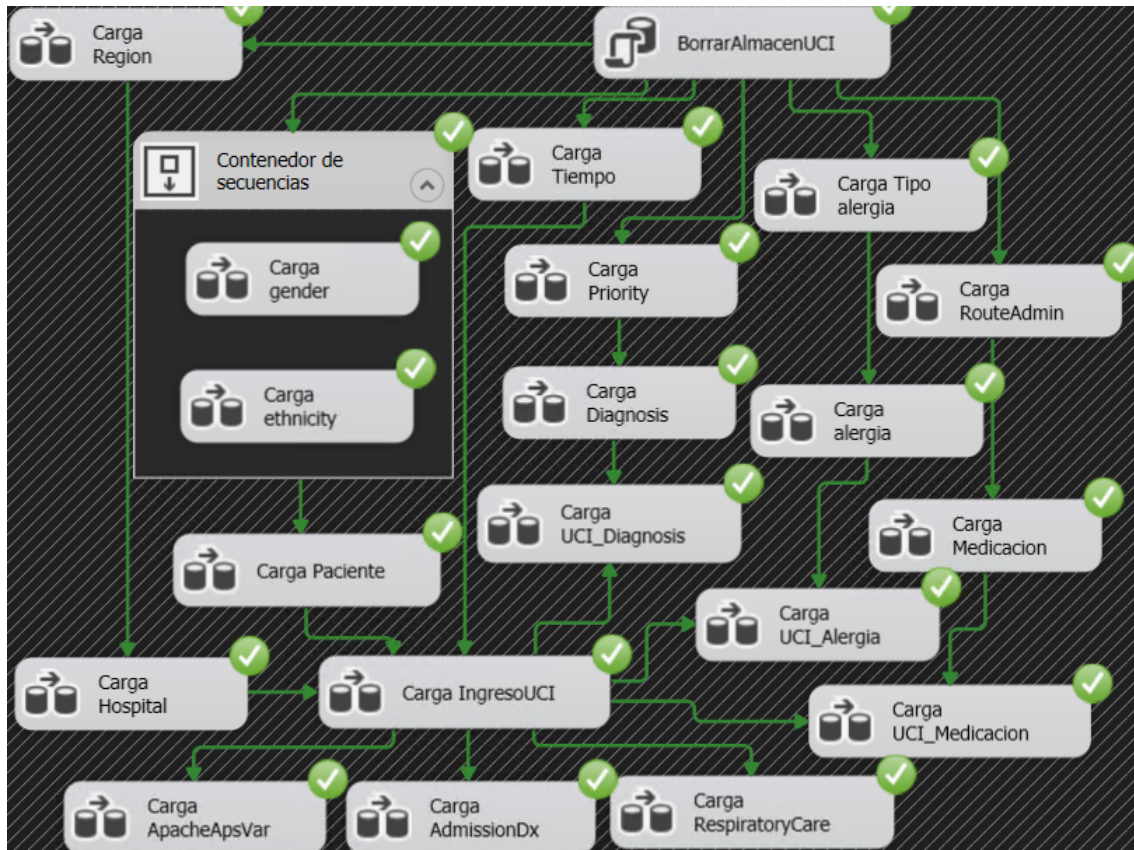 Carga
Region
BorrarAlmacenUCI
Contenedor de
secuencias
Carga
Tiempo
Carga Tipo
alergia
Carga
gender
Carga
Priority
Carga
RouteAdmin
Carga
ethnicity
Carga
Diagnosis
Carga
alergia
Carga
UCI_Diagnosis
Carga
Medicacion
Carga Paciente
Carga
UCI_Alergia
Carga
Hospital
Carga IngresoUCI
Carga
UCI_Medicacion
Carga
ApacheApsVar
Carga
AdmissionDx
Carga
RespiratoryCare